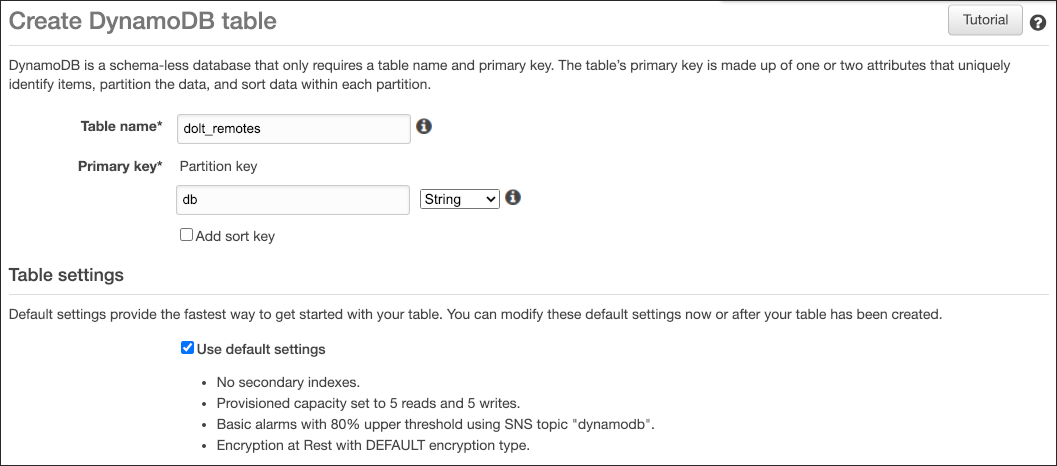 Create DynamoDB table
Tutorial
DynamoDB is a schema-less database that only requires a table name and primary key. The table's primary key is made up of one or two attributes that uniquely
identify items, partition the data, and sort data within each partition.
Table name* dolt_remotes
Primary key* Partition key
db String
Add sort key
Table settings
Default settings provide the fastest way to get started with your table. You can modify these default settings now or after your table has been created.
Use default settings
• No secondary indexes.
• Provisioned capacity set to 5 reads and 5 writes.
• Basic alarms with 80% upper threshold using SNS topic "dynamodb".
• Encryption at Rest with DEFAULT encryption type.